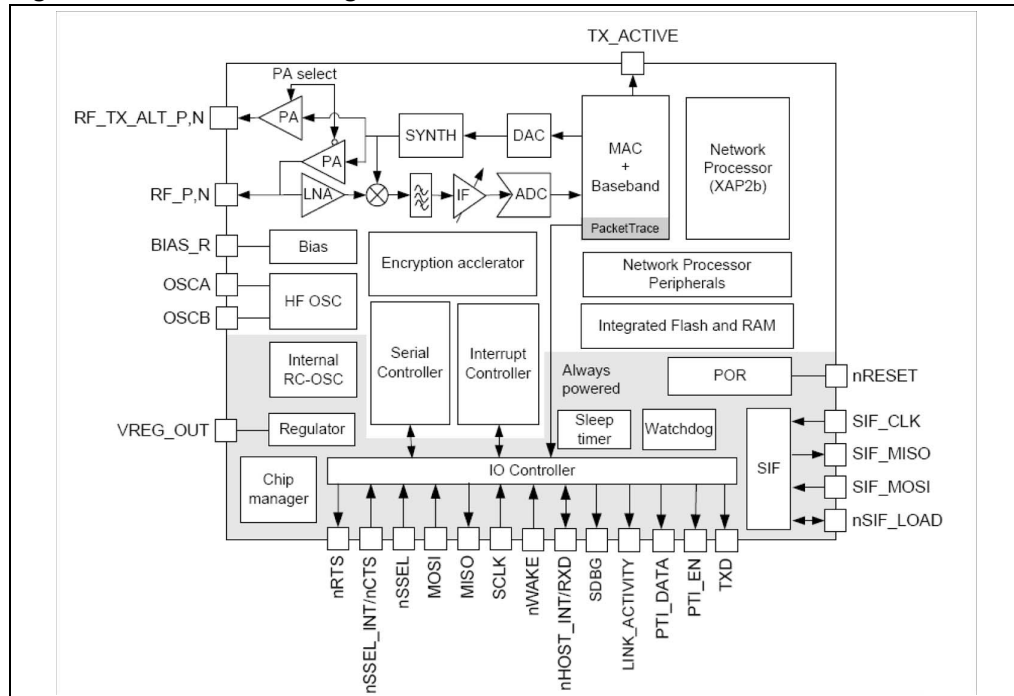 TX_ACTIVE
PA select
RF_TX_ALT_P,N
PA
SYNTH
DAC
MAC
+
Baseband
Network
Processor
(XAP2b)
PA
RF_P,N
LNA
IF
ADC
PacketTrace
BIAS_R
Bias
Encryption acclerator
Network Processor
Peripherals
OSCA
HF OSC
OSCB
Integrated Flash and RAM
Serial
Controller
Interrupt
Controller
Internal
RC-OSC
Always
powered
POR
nRESET
VREG_OUT
Regulator
Sleep
timer
Watchdog
SIF
SIF_CLK
SIF_MISO
SIF_MOSI
nSIF_LOAD
IO Controller
Chip
manager
nRTS
nSSEL_INT/nCTS
nSSEL
MOSI
MISO
SCLK
nWAKE
nHOST_INT/RXD
SDBG
LINK_ACTIVITY
PTI_DATA
PTI_EN
TXD